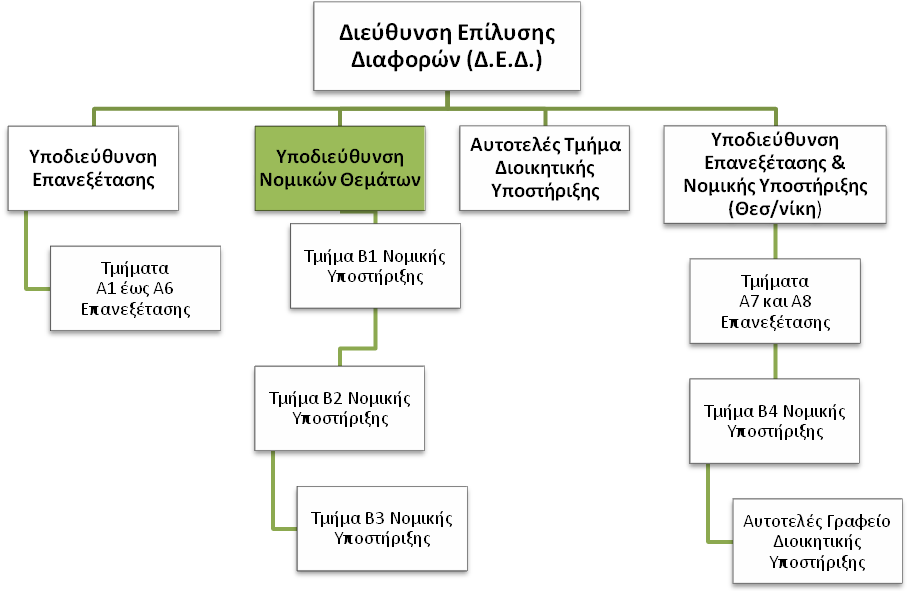 Διεύθυνση Επίλυσης
Διαφορών (Δ.Ε.Δ.)
Υποδιεύθυνση
Επανεξέτασης
Υποδιεύθυνση
Νομικών Θεμάτων
Αυτοτελές Τμήμα
Διοικητικής
Υποστήριξης
Υποδιεύθυνση
Επανεξέτασης &
Νομικής Υποστήριξης
(Θεσ/νίκη)
Τμήματα
Α1 έως Α6
Επανεξέτασης
Τμήμα Β1 Νομικής
Υποστήριξης
Τμήμα Β2 Νομικής
Υποστήριξης
Τμήμα Β3 Νομικής
Υποστήριξης
Τμήματα
Α7 και Α8
Επανεξέτασης
Τμήμα Β4 Νομικής
Υποστήριξης
Αυτοτελές Γραφείο
Διοικητικής
Υποστήριξης